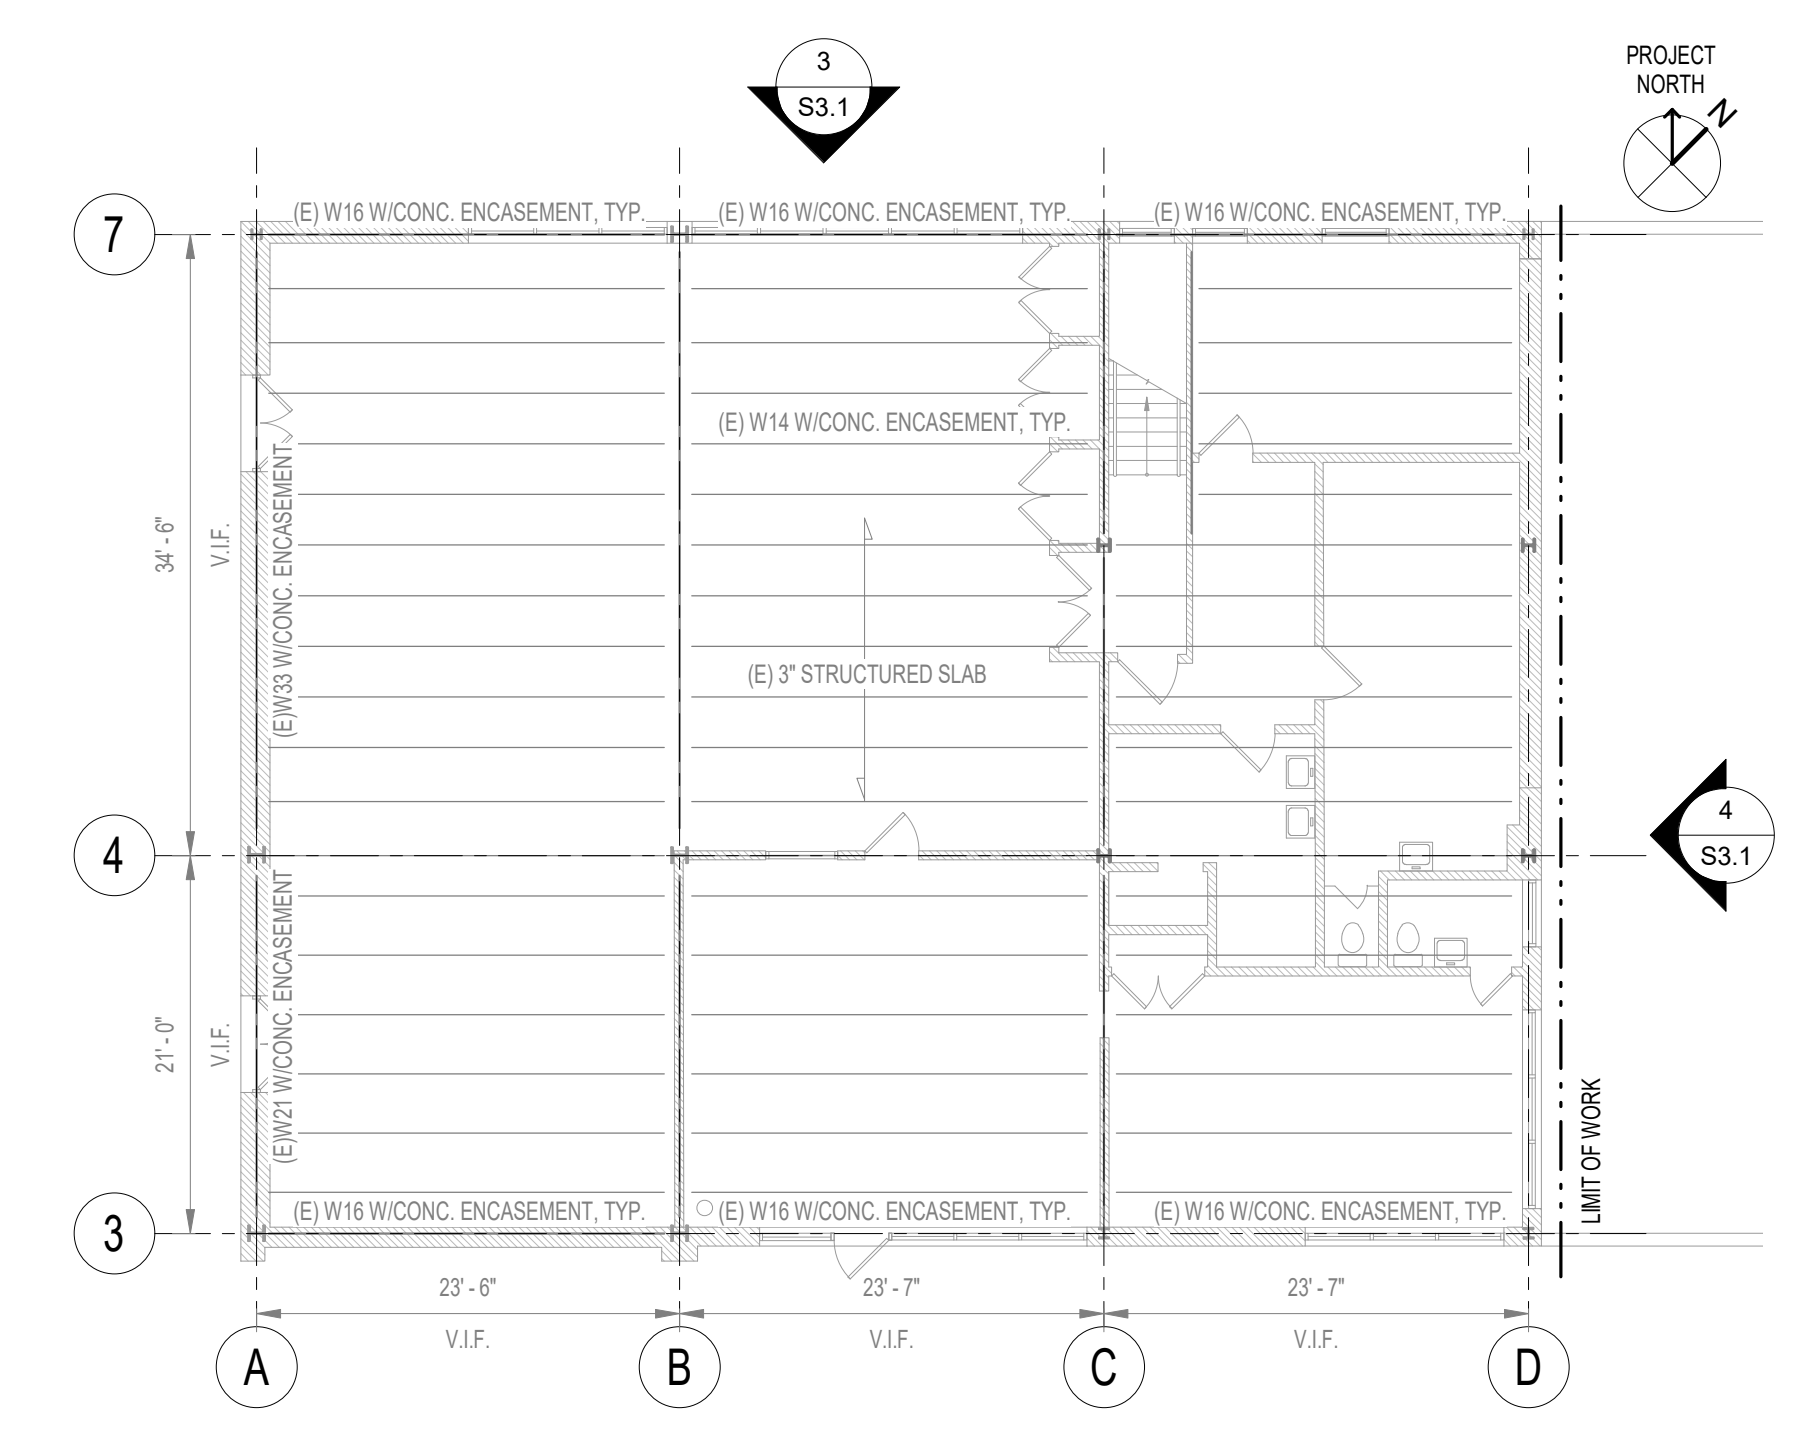 3
S3.1
PROJECT
NORTH
N
7
(E) W16 W/CONC. ENCASEMENT, TYP.
(E) W16 W/CONC. ENCASEMENT, TYP.
(E) W16 W/CONC. ENCASEMENT, TYP.
(E) W14 W/CONC. ENCASEMENT, TYP.
34' - 6"
V.I.F.
(E)W33 W/CONC. ENCASEMENT
(E) 3" STRUCTURED SLAB
4
4
S3.1
21' - 0"
V.I.F.
(E)W21 W/CONC. ENCASEMENT
LIMIT OF WORK
3
(E) W16 W/CONC. ENCASEMENT, TYP.
(E) W16 W/CONC. ENCASEMENT, TYP.
(E) W16 W/CONC. ENCASEMENT, TYP.
23' - 6"
23' - 7"
23' - 7"
V.I.F.
V.I.F.
V.I.F.
A
B
C
D